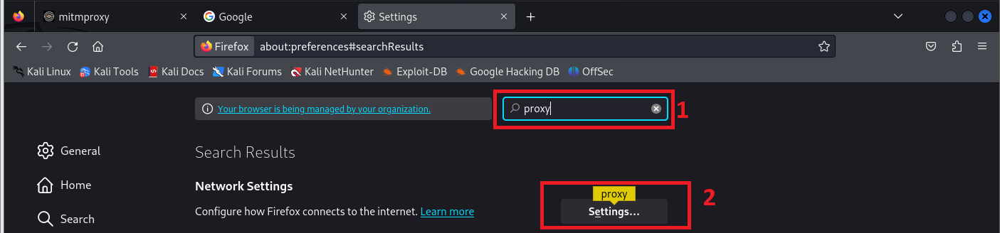 mitmproxy
Google
Settings
Firefox about:preferences#searchResults
Kali Linux Kali Tools Kali Docs Kali Forums Kali NetHunter Exploit-DB Google Hacking DB OffSec
Your browser is being managed by your organization.
proxy
1
General
Search Results
Home
Network Settings
proxy
2
Configure how Firefox connects to the internet. Learn more
Settings...
Search